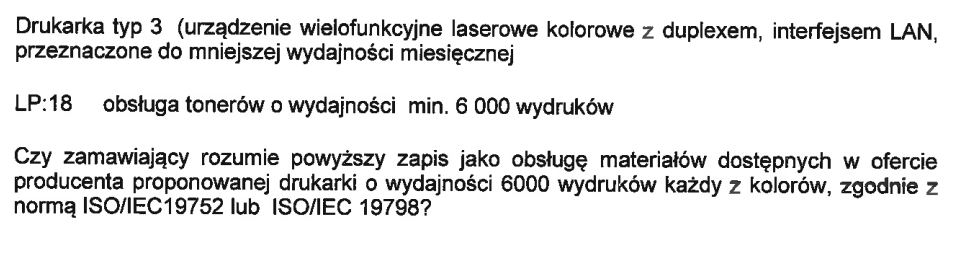 Drukarka typ 3 (urządzenie wielofunkcyjne laserowe kolorowe z duplexem, interfejsem LAN,
przeznaczone do mniejszej wydajności miesięcznej
LP:18 obsługa tonerów o wydajności min. 6 000 wydruków
Czy zamawiający rozumie powyższy zapis jako obsługę materiałów dostępnych w ofercie
producenta proponowanej drukarki o wydajności 6000 wydruków każdy z kolorów, zgodnie z
normą ISO/IEC19752 lub ISO/IEC 19798?